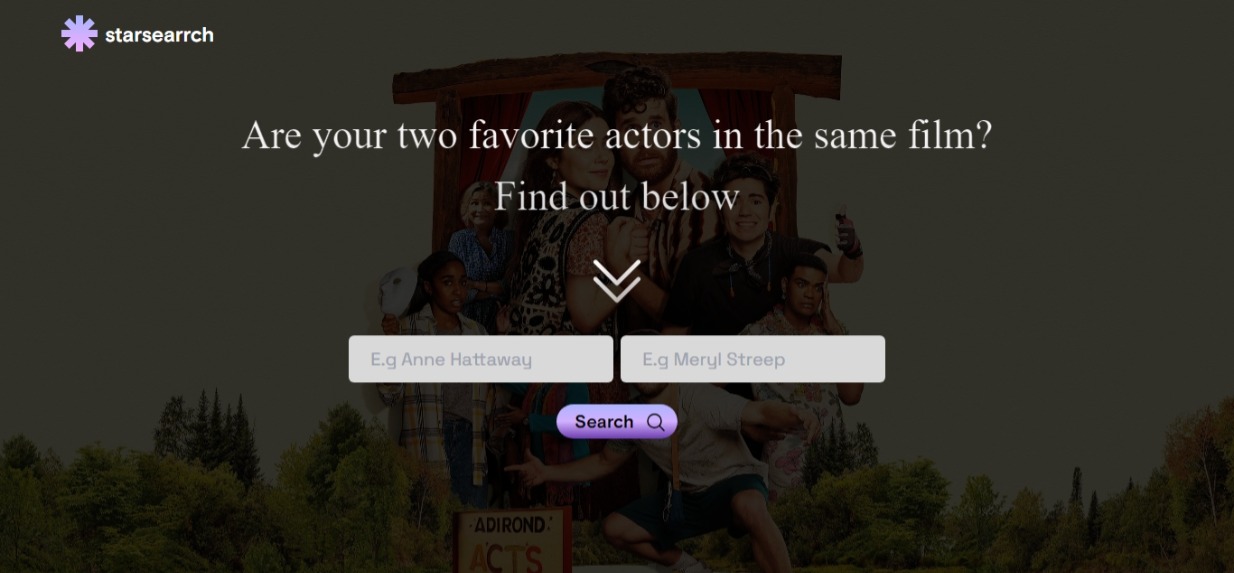 starsearrch
Are your two favorite actors in the same film?
Find out below
E.g Anne Hattaway
E.g Meryl Streep
Search
ADIROND
ACTS